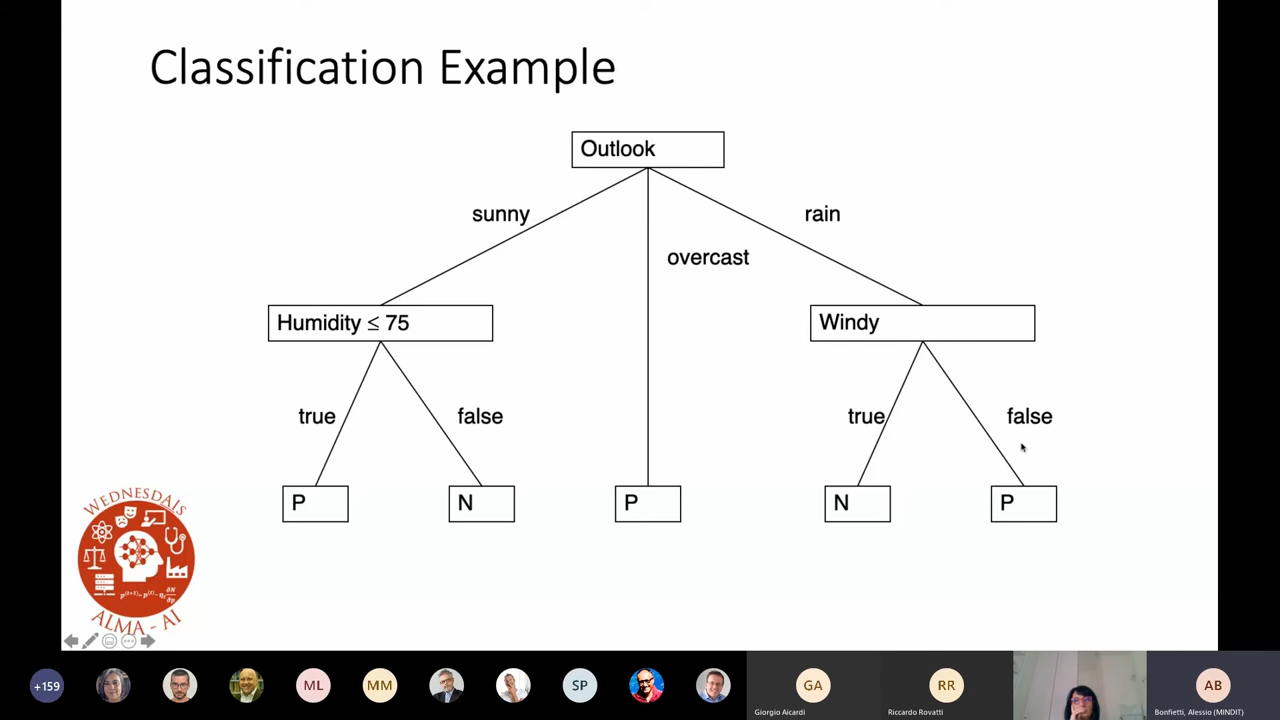 Classification Example
Outlook
sunny
rain
overcast
Humidity ≤ 75
Windy
true
false
true
false
P
N
P
N
P
WEDNESDAIS
ALMA - AI
+159
ML
MM
SP
GA
Giorgio Aicardi
RR
Riccardo Rovatti
AB
Bonfietti, Alessio (MINDIT)